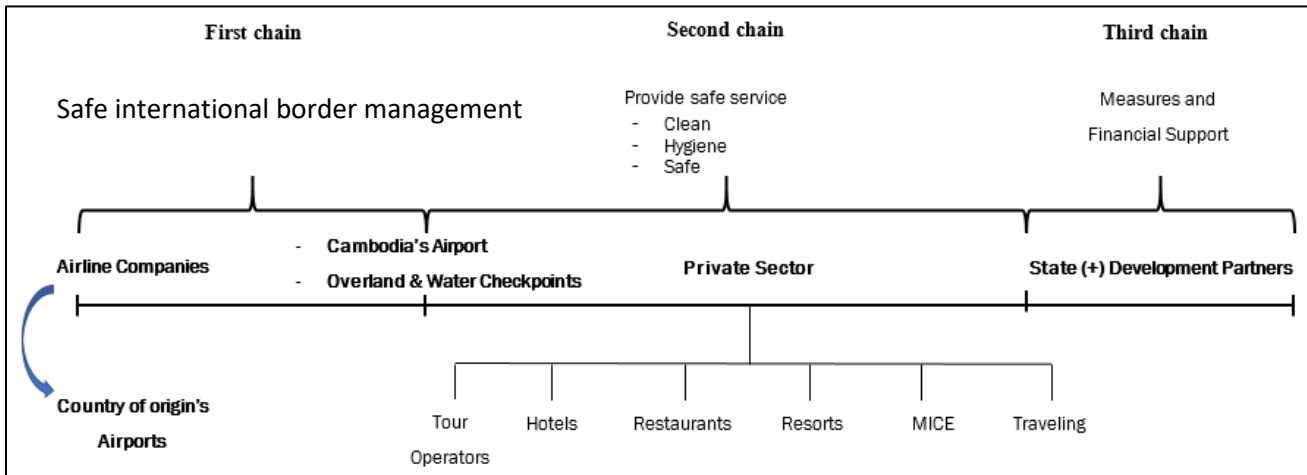 First chain
Second chain
Third chain
Safe international border management
Provide safe service
- Clean
- Hygiene
- Safe
Measures and
Financial Support
Airline Companies
- Cambodia's Airport
- Overland & Water Checkpoints
Private Sector
State (+) Development Partners
Country of origin's
Airports
Tour
Operators
Hotels
Restaurants
Resorts
MICE
Traveling